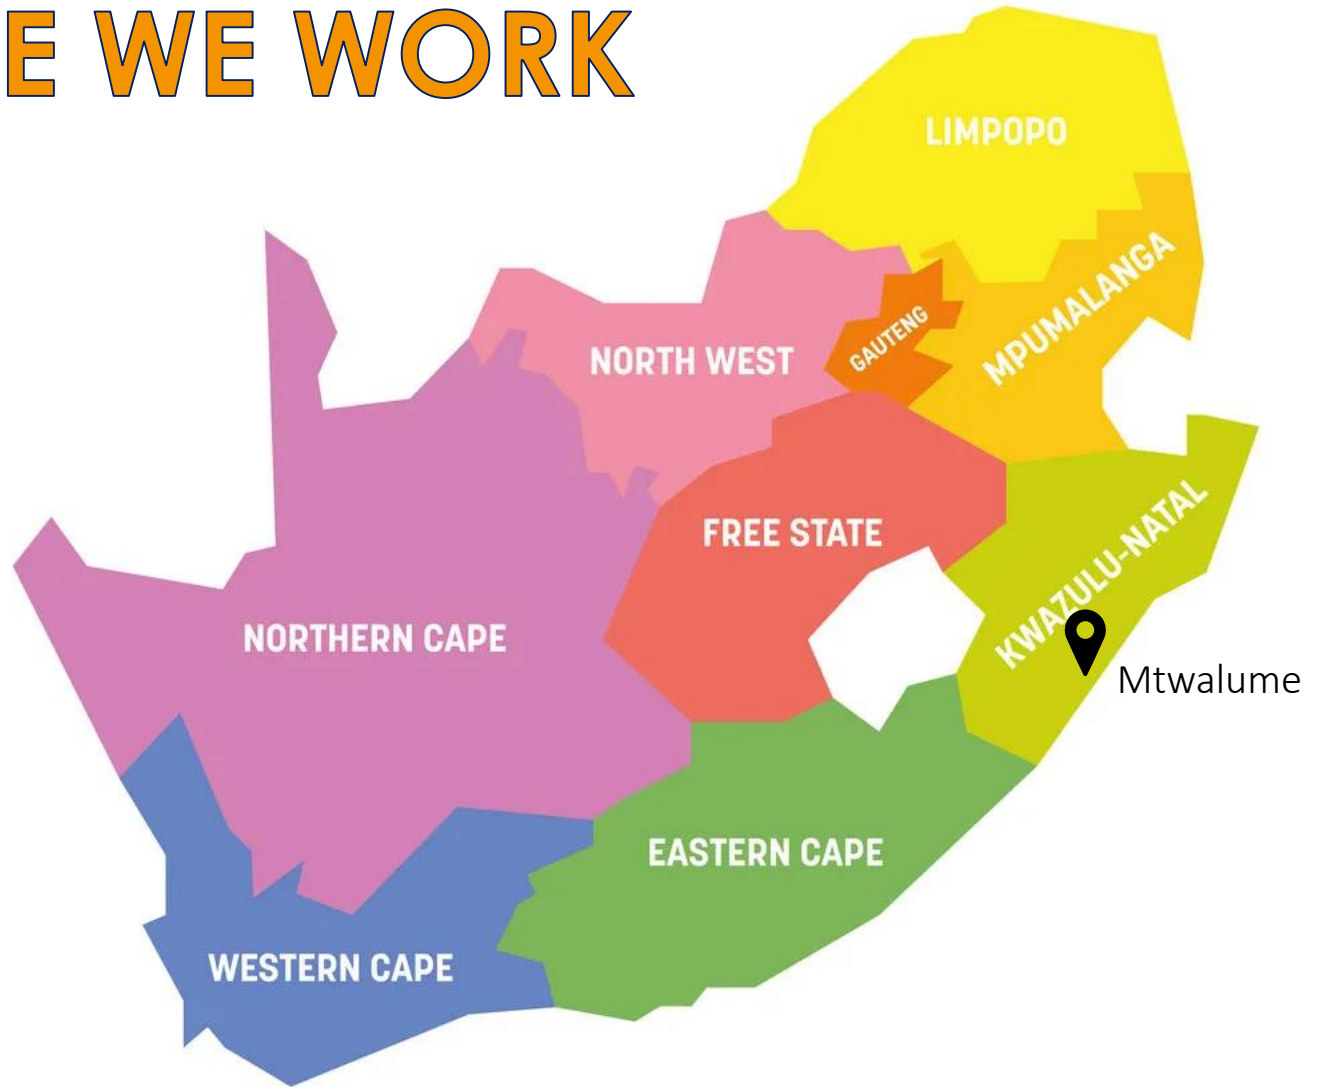 E WE WORK
LIMPOPO
MPUMALANGA
GAUTENG
NORTH WEST
FREE STATE
KWAZULU-NATAL
NORTHERN CAPE
Mtwalume
EASTERN CAPE
WESTERN CAPE